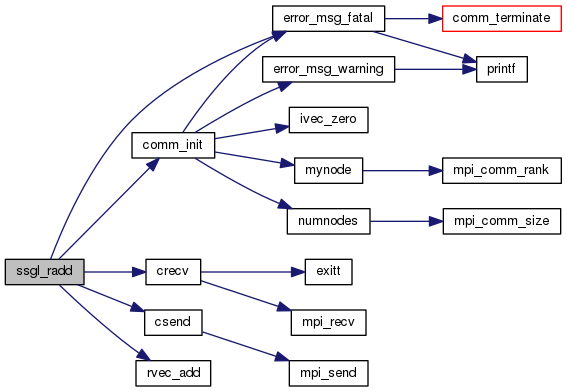 error_msg_fatal
comm_terminate
error_msg_warning
printf
ivec_zero
comm_init
mynode
mpi_comm_rank
numnodes
mpi_comm_size
ssgl_radd
crecv
exitt
csend
mpi_recv
rvec_add
mpi_send